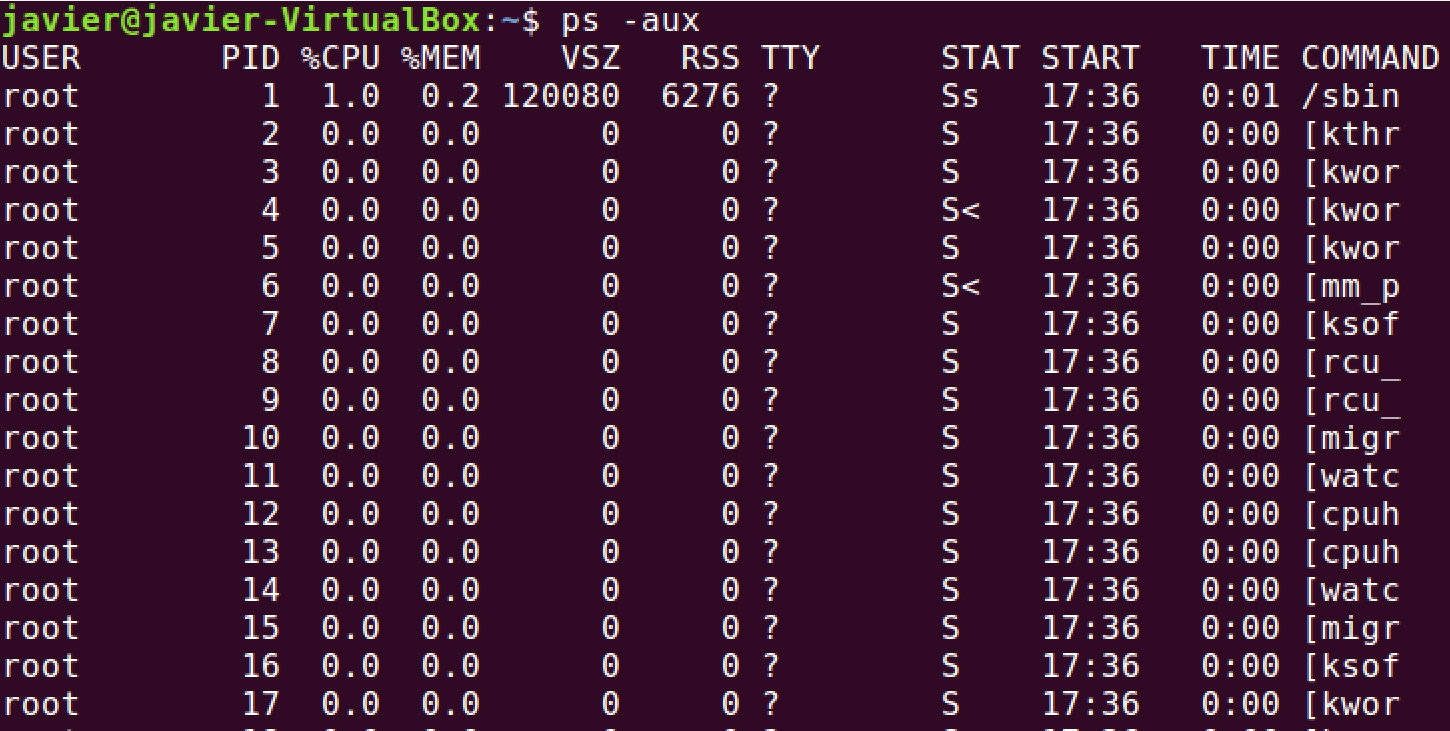 javier@javier-VirtualBox:~$ ps -aux
USER       PID %CPU %MEM    VSZ   RSS TTY      STAT START   TIME COMMAND
root         1  1.0  0.2 120080  6276 ?        Ss   17:36   0:01 /sbin
root         2  0.0  0.0      0     0 ?        S    17:36   0:00 [kthr
root         3  0.0  0.0      0     0 ?        S    17:36   0:00 [kwor
root         4  0.0  0.0      0     0 ?        S<   17:36   0:00 [kwor
root         5  0.0  0.0      0     0 ?        S    17:36   0:00 [kwor
root         6  0.0  0.0      0     0 ?        S<   17:36   0:00 [mm_p
root         7  0.0  0.0      0     0 ?        S    17:36   0:00 [ksof
root         8  0.0  0.0      0     0 ?        S    17:36   0:00 [rcu_
root         9  0.0  0.0      0     0 ?        S    17:36   0:00 [rcu_
root        10  0.0  0.0      0     0 ?        S    17:36   0:00 [migr
root        11  0.0  0.0      0     0 ?        S    17:36   0:00 [watc
root        12  0.0  0.0      0     0 ?        S    17:36   0:00 [cpuh
root        13  0.0  0.0      0     0 ?        S    17:36   0:00 [cpuh
root        14  0.0  0.0      0     0 ?        S    17:36   0:00 [watc
root        15  0.0  0.0      0     0 ?        S    17:36   0:00 [migr
root        16  0.0  0.0      0     0 ?        S    17:36   0:00 [ksof
root        17  0.0  0.0      0     0 ?        S    17:36   0:00 [kwor